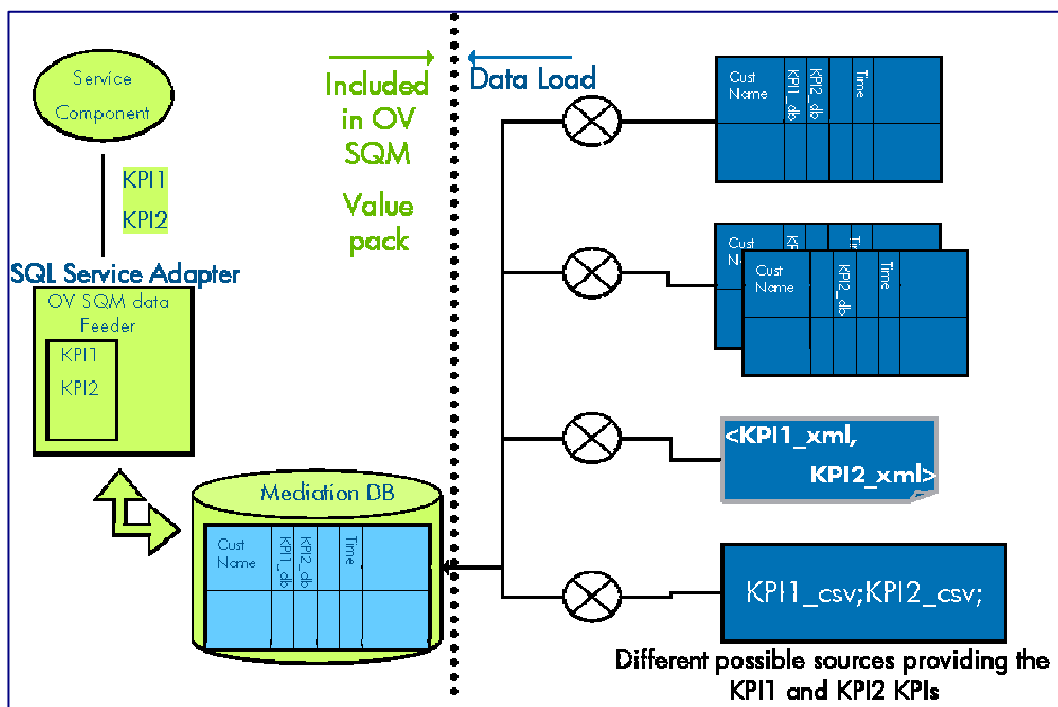 Service
Component
KPI1
KPI2
SQL Service Adapter
OV SQM data
Feeder
KPI1
KPI2
Included
in OV
SQM
Value
pack
Data Load
Mediation DB
Cust
Name
KPI1_db
KPI2_db
Time
Cust
Name
KPI1_db
KPI2_db
Time
Cust
Cust
Name
KPI2_db
Time
<KPI1_xml,
KPI2_xml>
KPI1_csv;KPI2_csv;
Different possible sources providing the
KPI1 and KPI2 KPIs